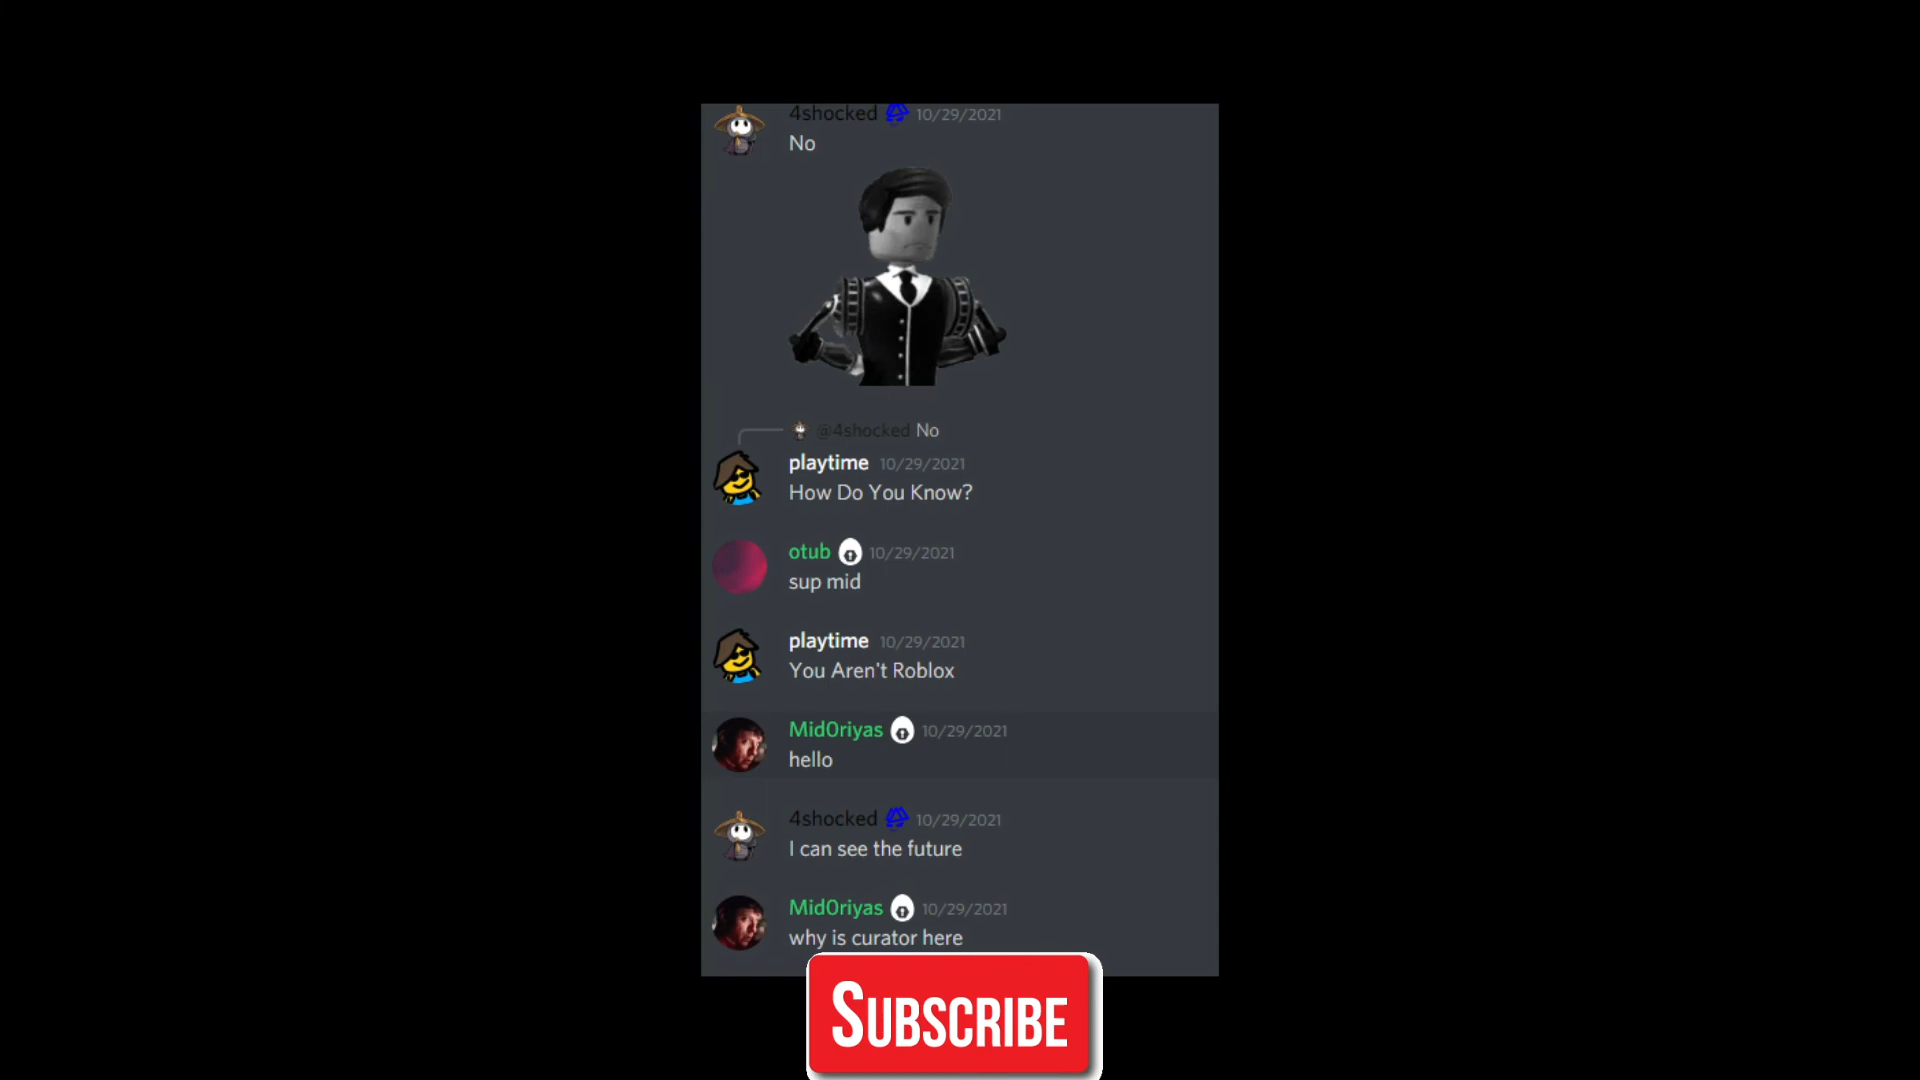 4shocked 10/29/2021
No
@4shocked No
playtime 10/29/2021
How Do You Know?
otub 10/29/2021
sup mid
playtime 10/29/2021
You Aren't Roblox
Mid0riyas 10/29/2021
hello
4shocked 10/29/2021
I can see the future
Mid0riyas 10/29/2021
why is curator here
SUBSCRIBE